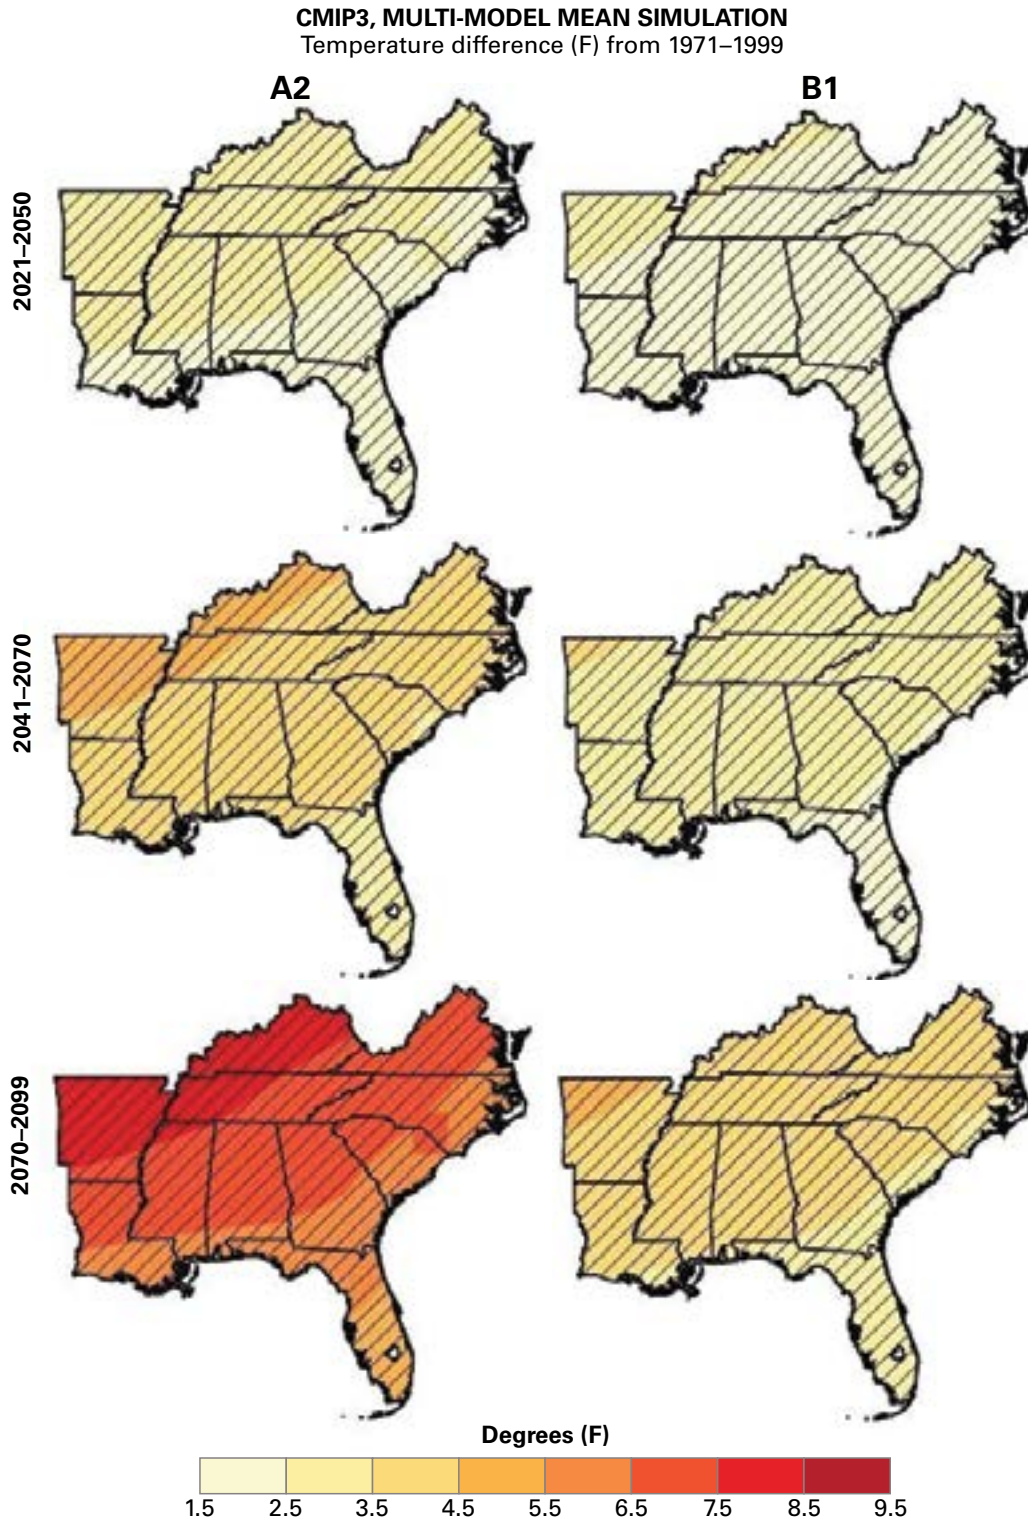 CMIP3, MULTI-MODEL MEAN SIMULATION
Temperature difference (F) from 1971–1999
A2
B1
2021–2050
2041–2070
2070–2099
Degrees (F)
1.5 2.5 3.5 4.5 5.5 6.5 7.5 8.5 9.5